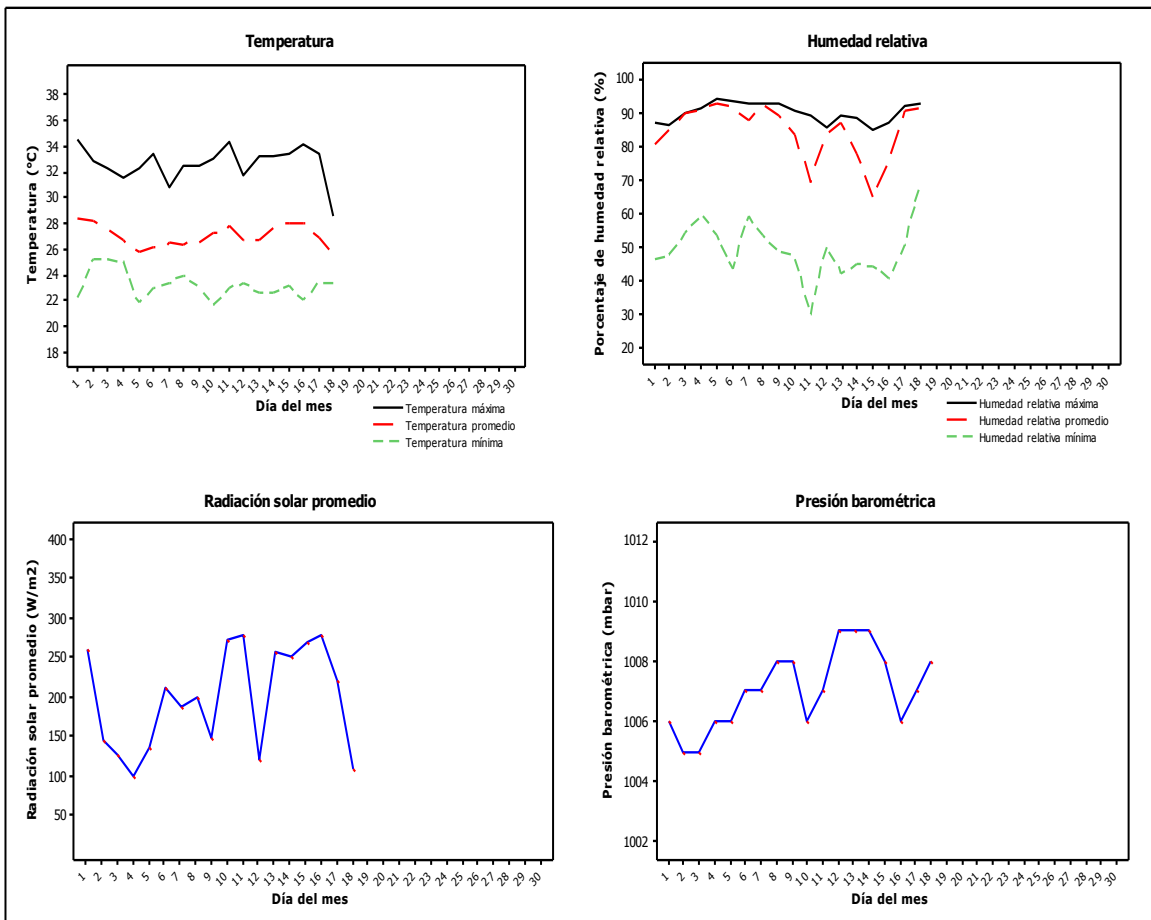 Temperatura
Temperatura (°C)
38
36
34
32
30
28
26
24
22
20
18
1 2 3 4 5 6 7 8 9 10 11 12 13 14 15 16 17 18 19 20 21 22 23 24 25 26 27 28 29 30
Día del mes
Temperatura máxima
Temperatura promedio
Temperatura mínima
Humedad relativa
Porcentaje de humedad relativa (%)
100
90
80
70
60
50
40
30
20
1 2 3 4 5 6 7 8 9 10 11 12 13 14 15 16 17 18 19 20 21 22 23 24 25 26 27 28 29 30
Día del mes
Humedad relativa máxima
Humedad relativa promedio
Humedad relativa mínima
Radiación solar promedio
Radiación solar promedio (W/m2)
400
350
300
250
200
150
100
50
1 2 3 4 5 6 7 8 9 10 11 12 13 14 15 16 17 18 19 20 21 22 23 24 25 26 27 28 29 30
Día del mes
Presión barométrica
Presión barométrica (mbar)
1012
1010
1008
1006
1004
1002
1 2 3 4 5 6 7 8 9 10 11 12 13 14 15 16 17 18 19 20 21 22 23 24 25 26 27 28 29 30
Día del mes